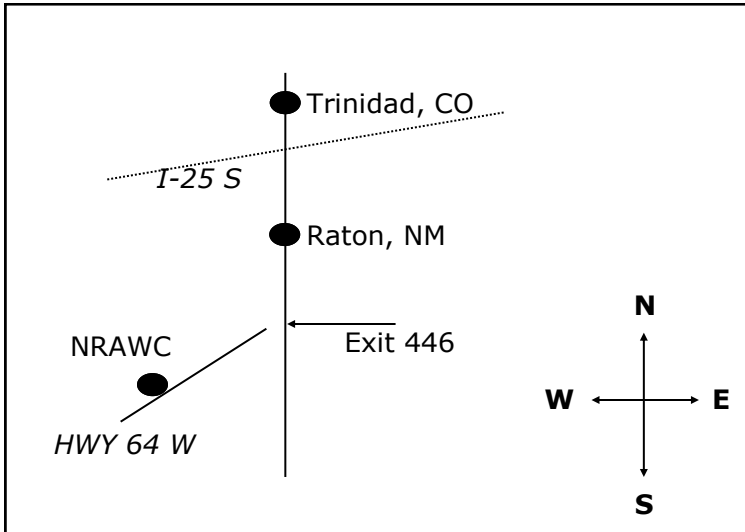 Trinidad, CO
I-25 S
Raton, NM
N
Exit 446
NRAWC
W
E
HWY 64 W
S